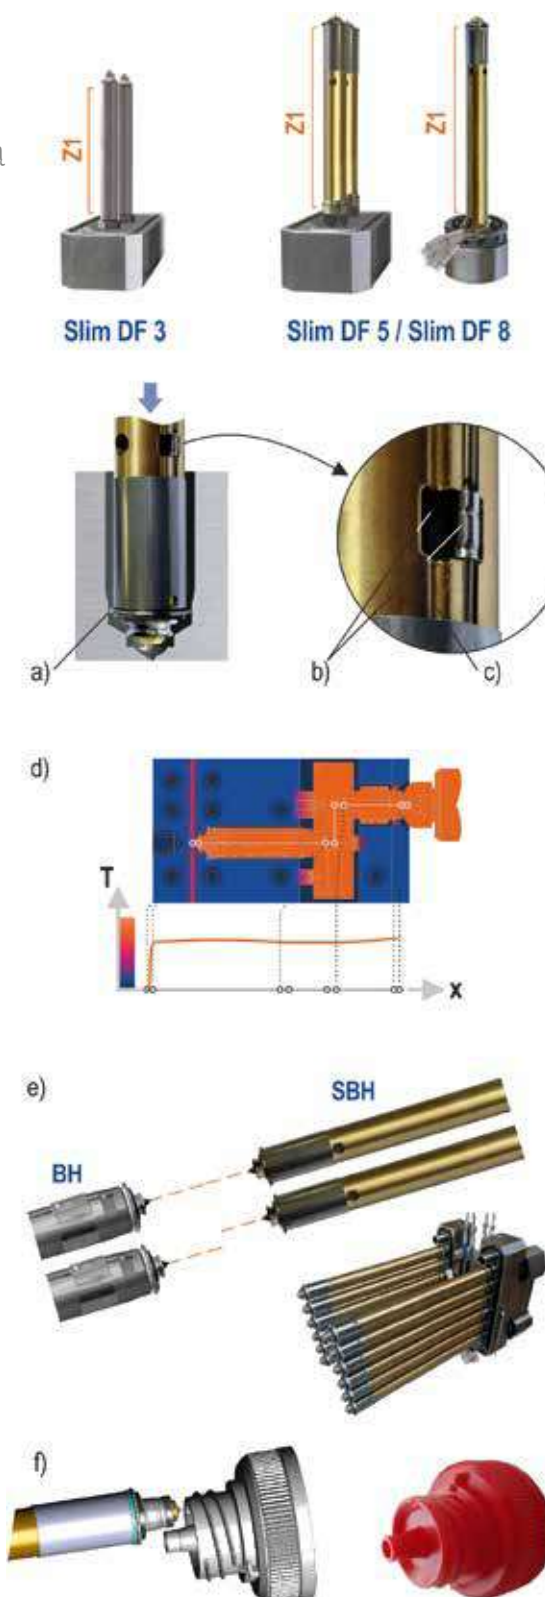 Z1 Z1 Z1
Slim DF 3 Slim DF 5 / Slim DF 8
a) b) c)
d)
T
x
e)
SBH
BH
f)